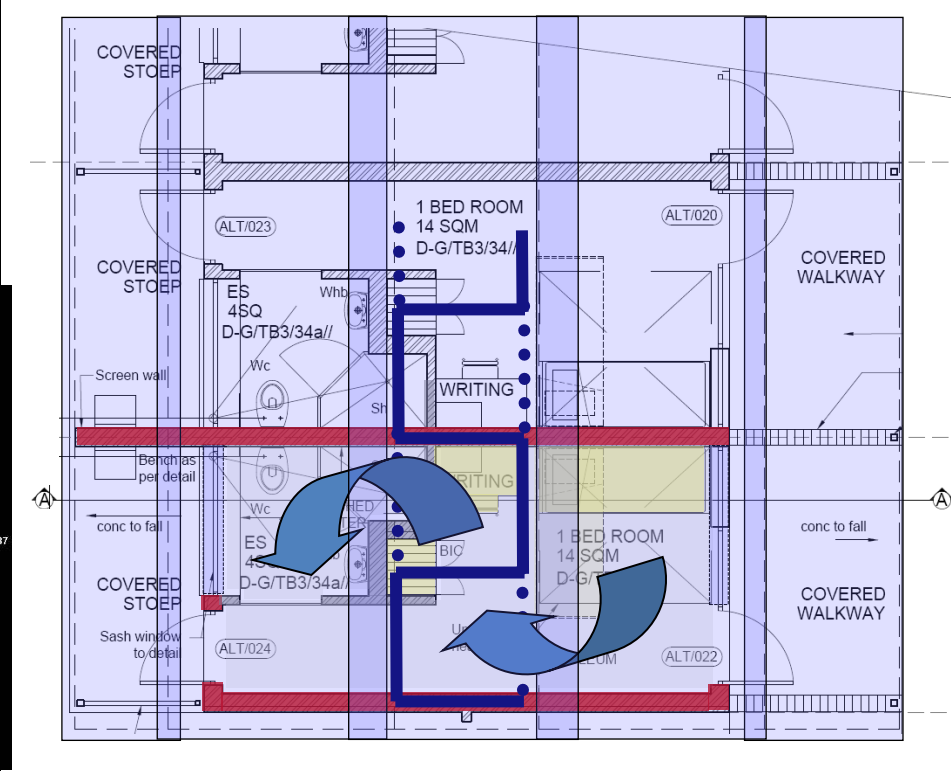 COVERED
STOEP
1 BED ROOM
14 SQM
D-G/TB3/34//
ALT/023
ALT/020
COVERED
STOEP
COVERED
WALKWAY
ES
4SQ
D-G/TB3/34a//
Whb
Wc
Screen wall
WRITING
Sh
Bench as
per detail
WRITING
A
A
Wc
conc to fall
conc to fall
37
ES
D-G/TB3/34a//
BIC
1 BED ROOM
14 SQM
COVERED
STOEP
COVERED
WALKWAY
Sash window
to detail
ALT/024
ALT/022